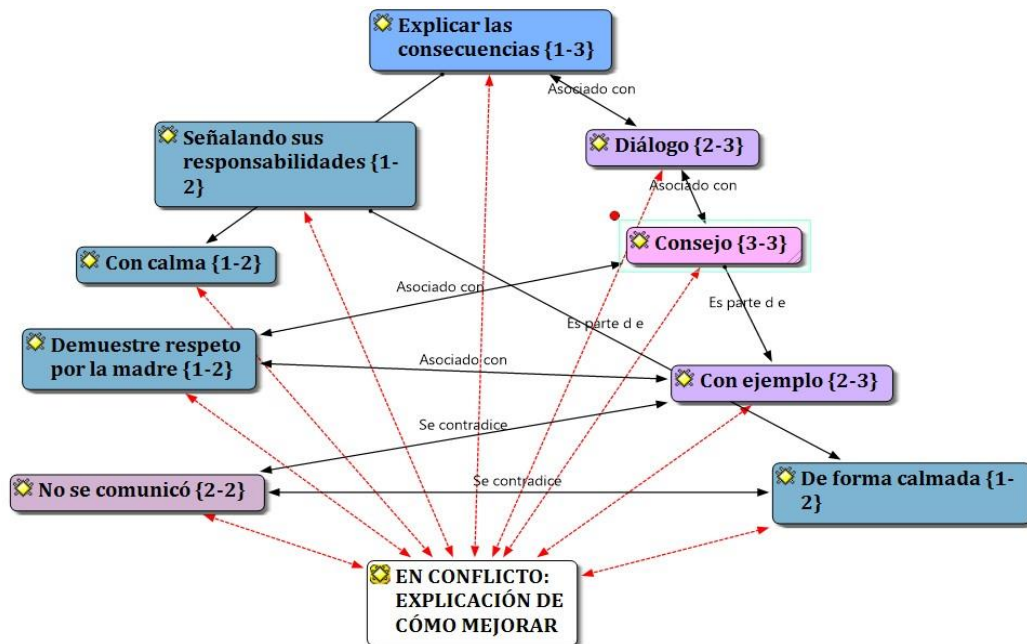 Explicar las
consecuencias {1-3}
Asociado con
Señalando sus
responsabilidades {1-
2}
Diálogo {2-3}
Asociado con
Consejo {3-3}
Con calma {1-2}
Asociado con
Es parte d e
Es parte d e
Demuestre respeto
por la madre {1-2}
Asociado con
Con ejemplo {2-3}
Se contradice
No se comunicó {2-2}
Se contradice
De forma calmada {1-
2}
EN CONFLICTO:
EXPLICACIÓN DE
CÓMO MEJORAR